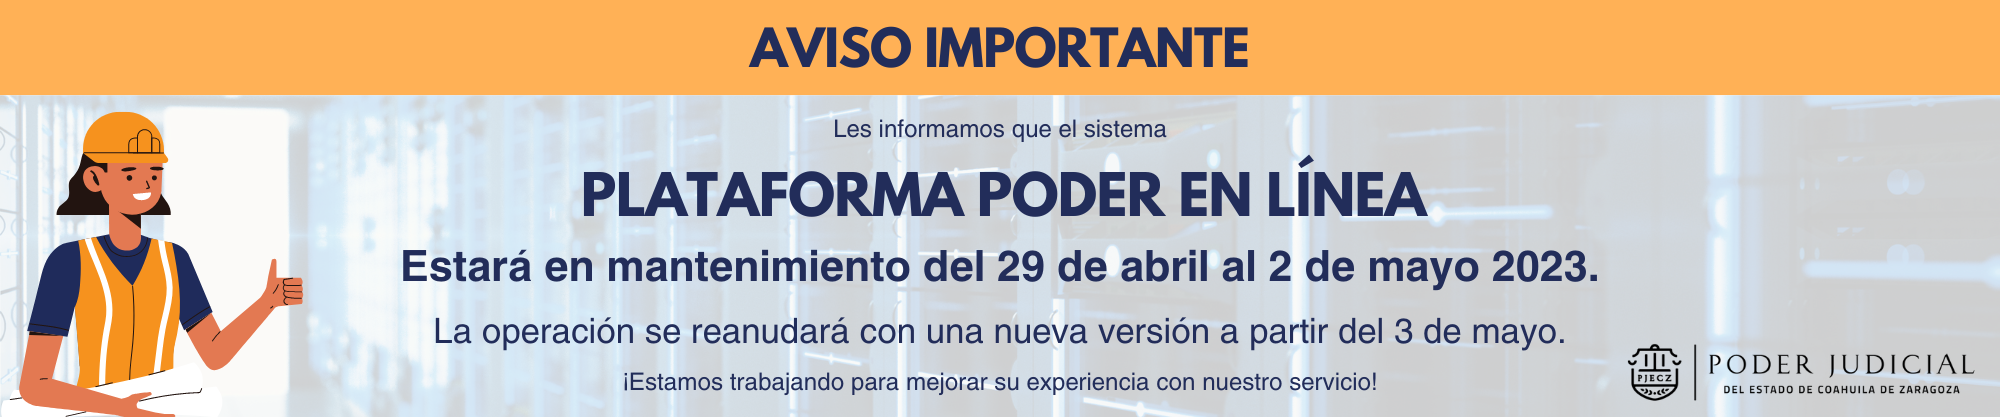 AVISO IMPORTANTE
Les informamos que el sistema
PLATAFORMA PODER EN LÍNEA
Estará en mantenimiento del 29 de abril al 2 de mayo 2023.
La operación se reanudará con una nueva versión a partir del 3 de mayo.
¡Estamos trabajando para mejorar su experiencia con nuestro servicio!
PJECZ
PODER JUDICIAL
DEL ESTADO DE COAHUILA DE ZARAGOZA